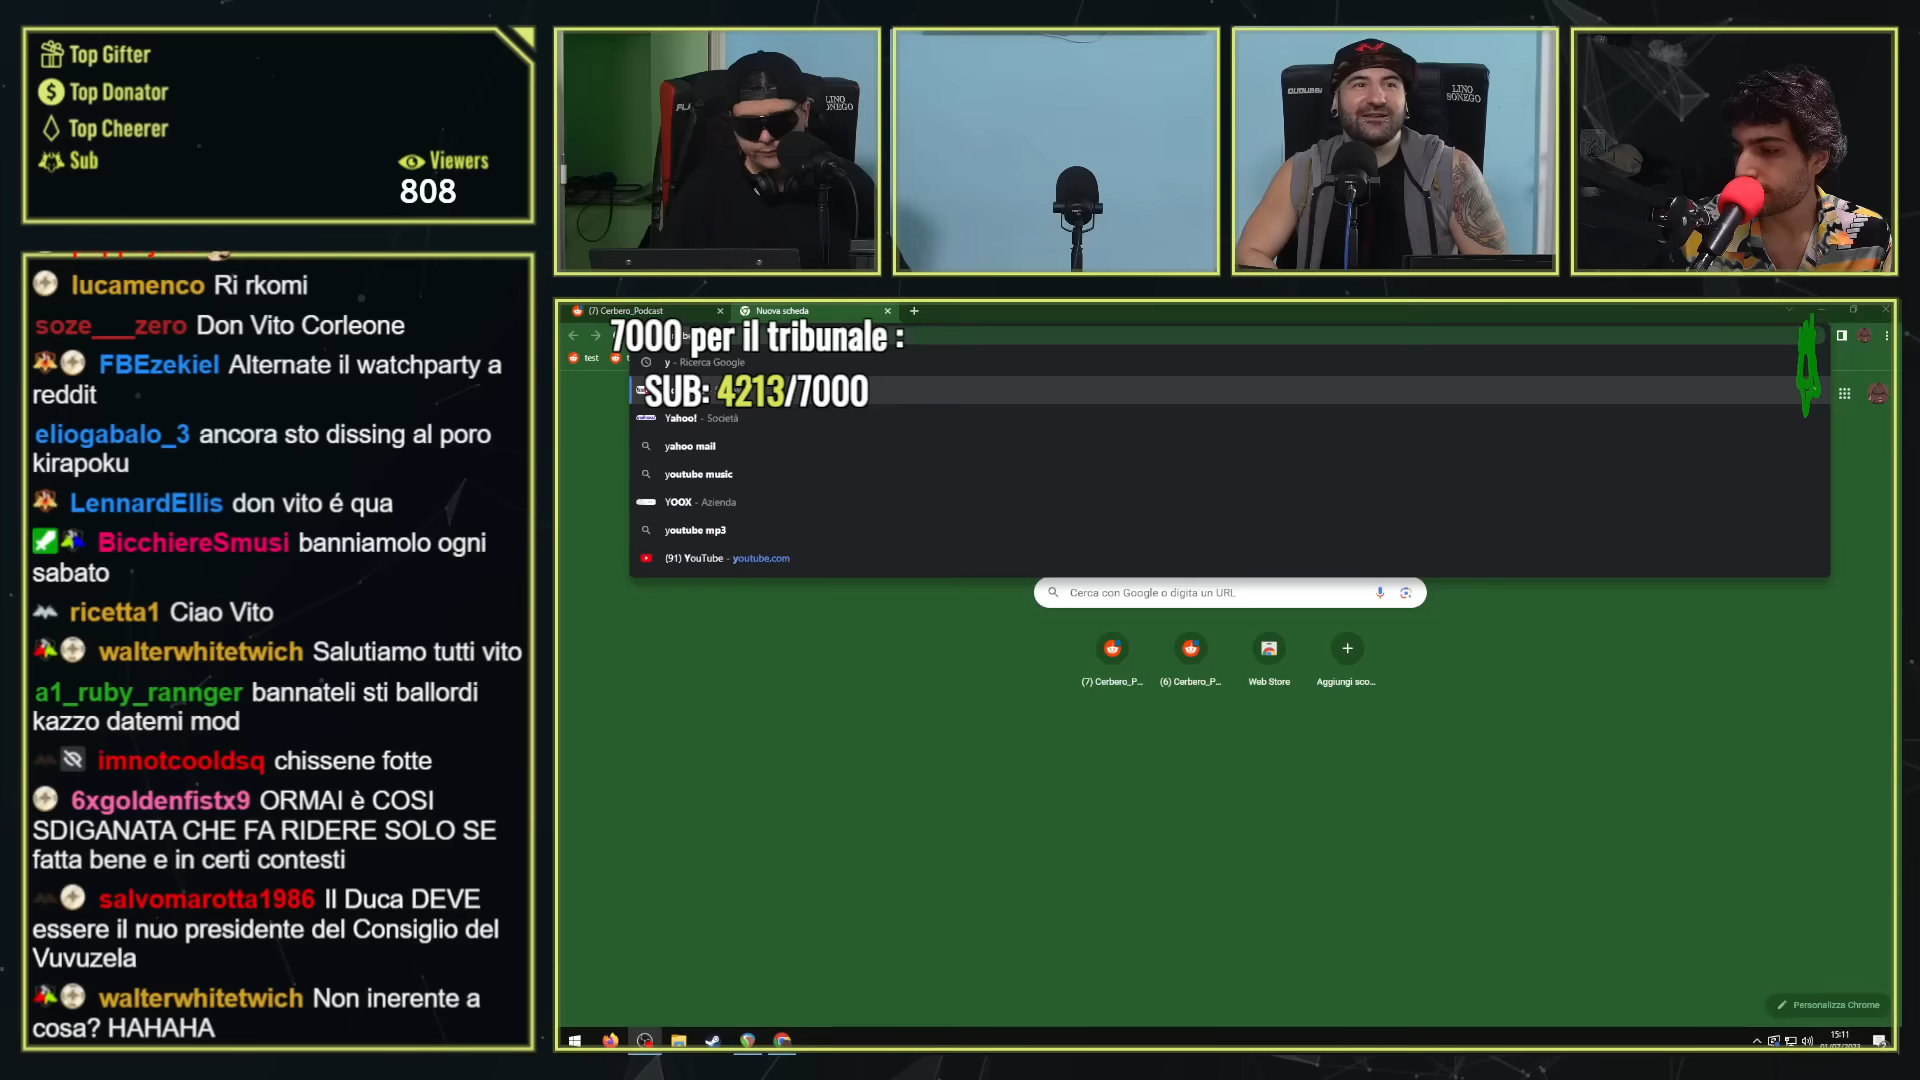 Top Gifter
Top Donator
Top Cheerer
Sub
Viewers
808
lucamenco Ri rkomi
soze___zero Don Vito Corleone
FBEzekiel Alternate il watchparty a
reddit
eliogabalo_3 ancora sto dissing al poro
kirapoku
LennardEllis don vito é qua
BicchiereSmusi banniamolo ogni
sabato
ricetta1 Ciao Vito
walterwhitetwich Salutiamo tutti vito
a1_ruby_rannger bannateli sti ballordi
kazzo datemi mod
imnotcooldsq chissene fotte
6xgoldenfistx9 ORMAI è COSI
SDIGANATA CHE FA RIDERE SOLO SE
fatta bene e in certi contesti
salvomarotta1986 Il Duca DEVE
essere il nuo presidente del Consiglio del
Vuvuzela
walterwhitetwich Non inerente a
cosa? HAHAHA
LINO
SONEGO
LINO
SONEGO
(7) Cerbero_Podcast
Nuova scheda
7000 per il tribunale :
test
y - Ricerca Google
SUB: 4213/7000
Yahoo! - Società
yahoo mail
youtube music
YOOX - Azienda
youtube mp3
(91) YouTube - youtube.com
Cerca con Google o digita un URL
(7) Cerbero_P...
(6) Cerbero_P...
Web Store
Aggiungi sco...
Personalizza Chrome
15:11
01/07/2023